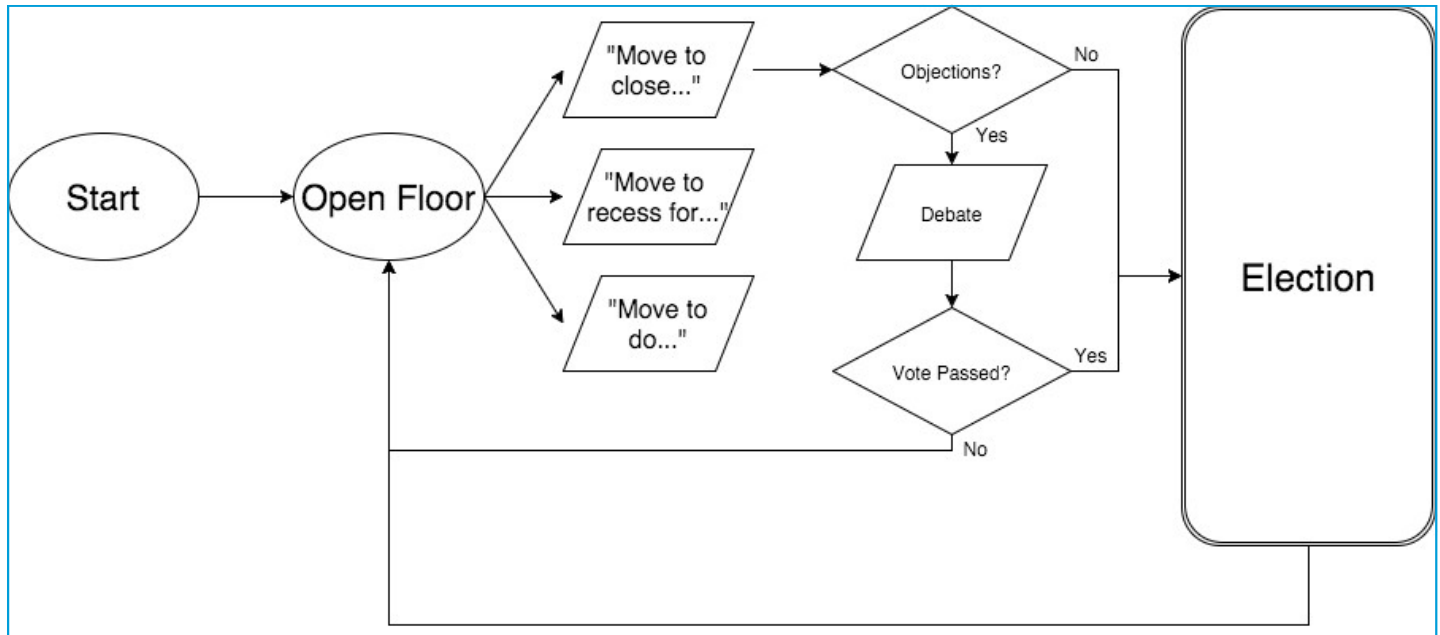 Start
Open Floor
"Move to
close..."
"Move to
recess for..."
"Move to
do..."
Objections?
No
Yes
Debate
Vote Passed?
Yes
No
Election